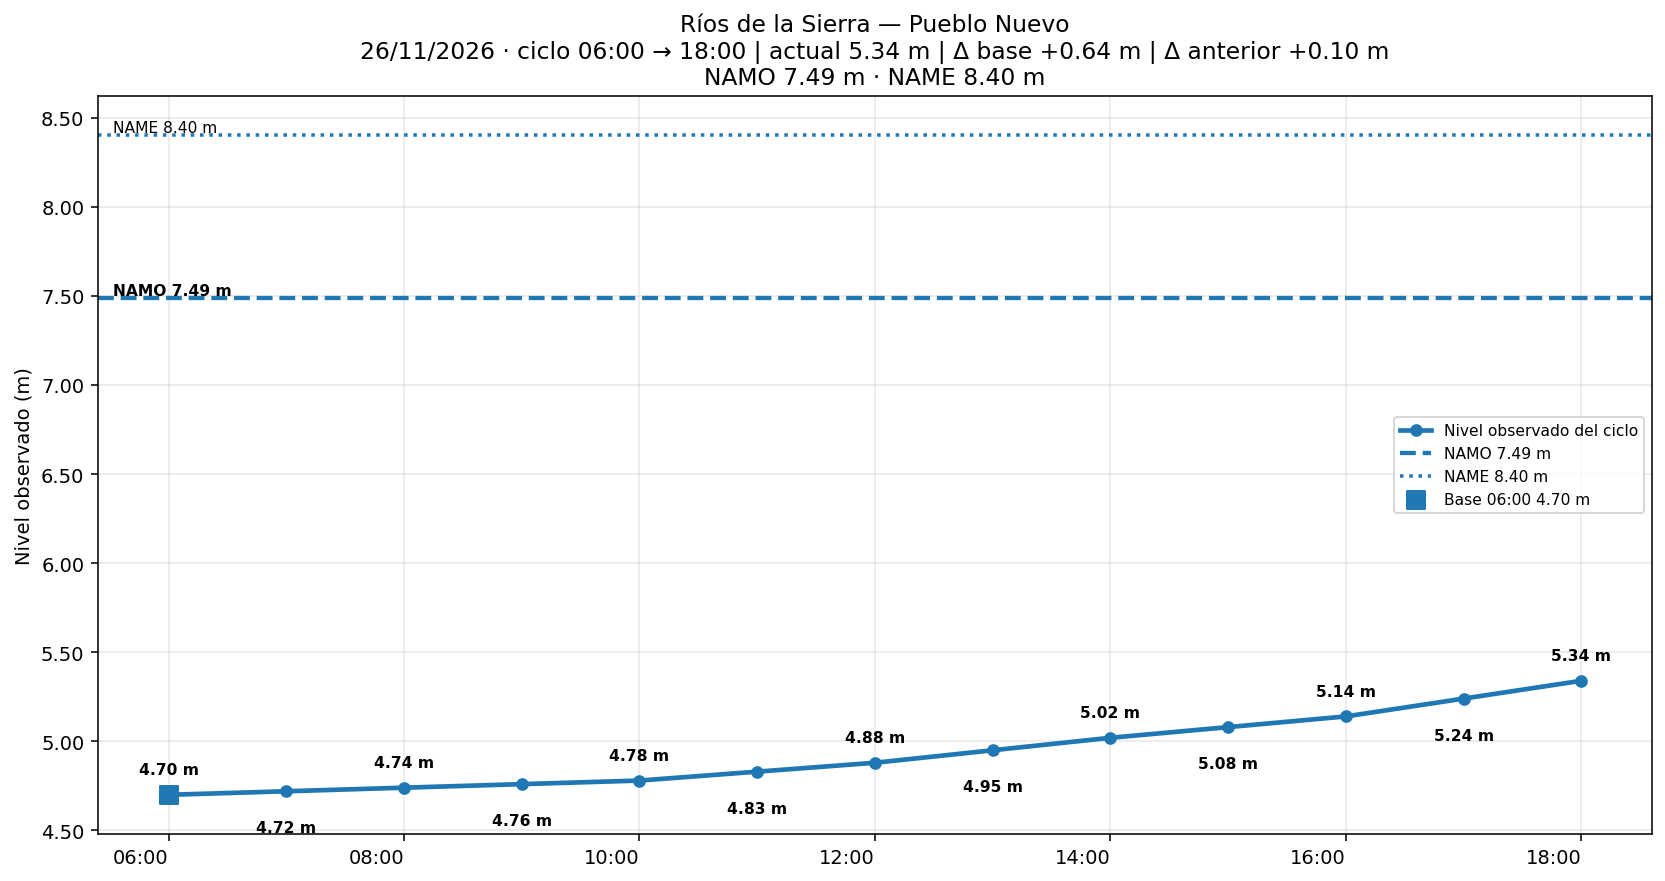 Ríos de la Sierra — Pueblo Nuevo
26/11/2026 · ciclo 06:00 → 18:00 | actual 5.34 m | Δ base +0.64 m | Δ anterior +0.10 m
NAMO 7.49 m · NAME 8.40 m
Nivel observado (m)
8.50
8.00
7.50
7.00
6.50
6.00
5.50
5.00
4.50
NAME 8.40 m
NAMO 7.49 m
Nivel observado del ciclo
NAMO 7.49 m
NAME 8.40 m
Base 06:00 4.70 m
4.70 m
4.72 m
4.74 m
4.76 m
4.78 m
4.83 m
4.88 m
4.95 m
5.02 m
5.08 m
5.14 m
5.24 m
5.34 m
06:00
08:00
10:00
12:00
14:00
16:00
18:00